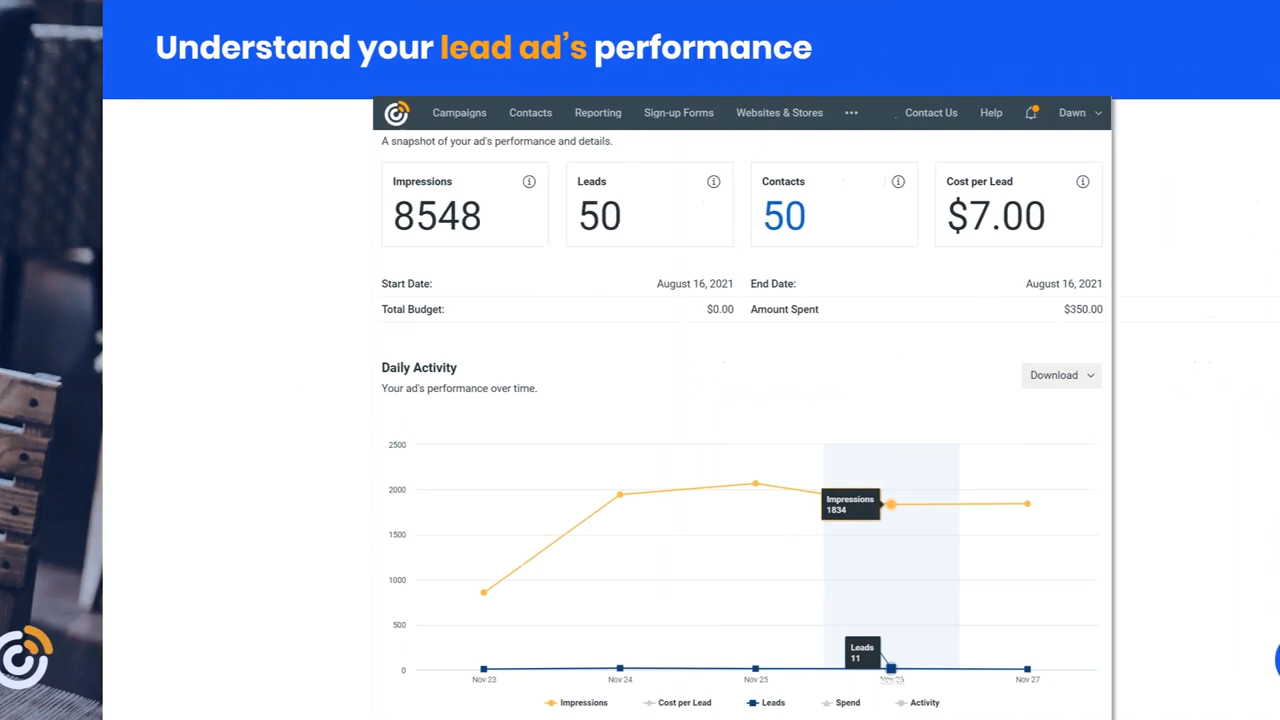 Understand your lead ad's performance
Campaigns Contacts Reporting Sign-up Forms Websites & Stores ••• Contact Us Help Dawn
A snapshot of your ad's performance and details.
Impressions Leads Contacts Cost per Lead
8548 50 50 $7.00
Start Date: August 16, 2021 End Date: August 16, 2021
Total Budget: $0.00 Amount Spent $350.00
Daily Activity
Your ad's performance over time.
Download
2500
2000
1500
1000
500
0
Impressions
1834
Leads
11
Nov 23 Nov 24 Nov 25 Nov 26 Nov 27
Impressions Cost per Lead Leads Spend Activity